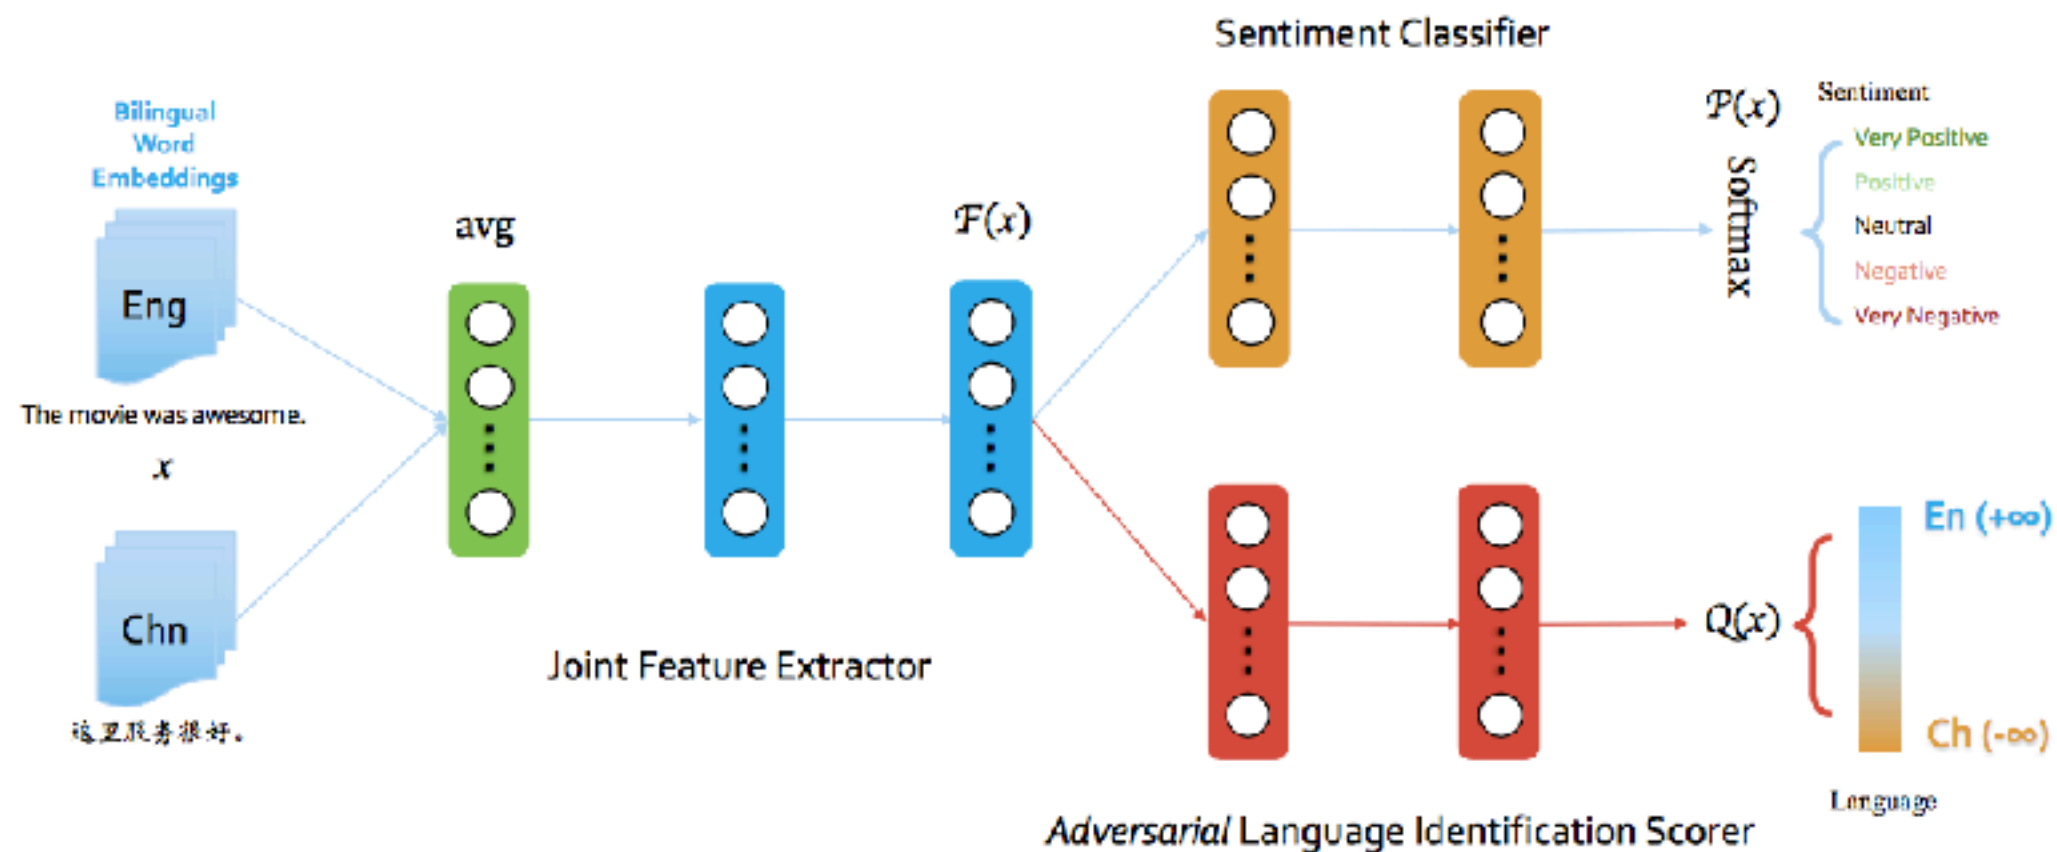 Sentiment Classifier
Bilingual
Word
Embeddings
Eng
The movie was awesome.
x
Chn
这里服务很好。
avg
F(x)
Joint Feature Extractor
P(x)
Softmax
Sentiment
Very Positive
Positive
Neutral
Negative
Very Negative
Q(x)
En (+∞)
Ch (-∞)
Language
Adversarial Language Identification Scorer